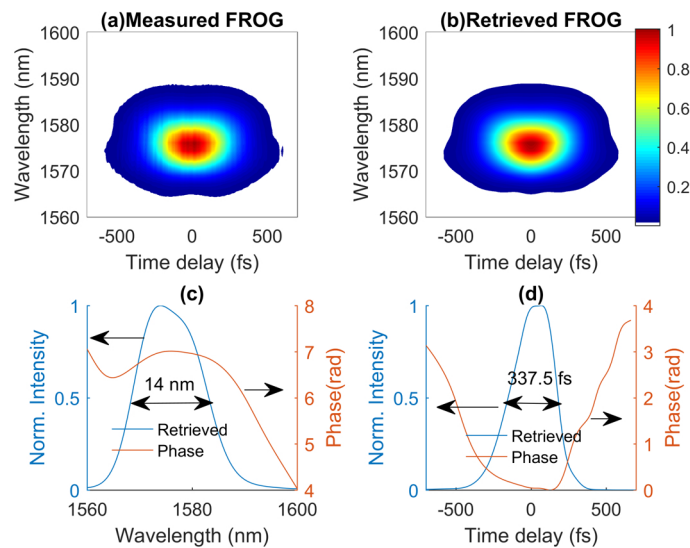 (a)Measured FROG
(b)Retrieved FROG
1600
1590
1580
1570
1560
Wavelength (nm)
-500 0 500
Time delay (fs)
1600
1590
1580
1570
1560
Wavelength (nm)
-500 0 500
Time delay (fs)
1
0.8
0.6
0.4
0.2
(c)
1
0.5
0
Norm. Intensity
14 nm
Retrieved
Phase
8
7
6
5
4
Phase(rad)
1560 1580 1600
Wavelength (nm)
(d)
1
0.5
0
Norm. Intensity
337.5 fs
Retrieved
Phase
4
3
2
1
0
Phase(rad)
-500 0 500
Time delay (fs)